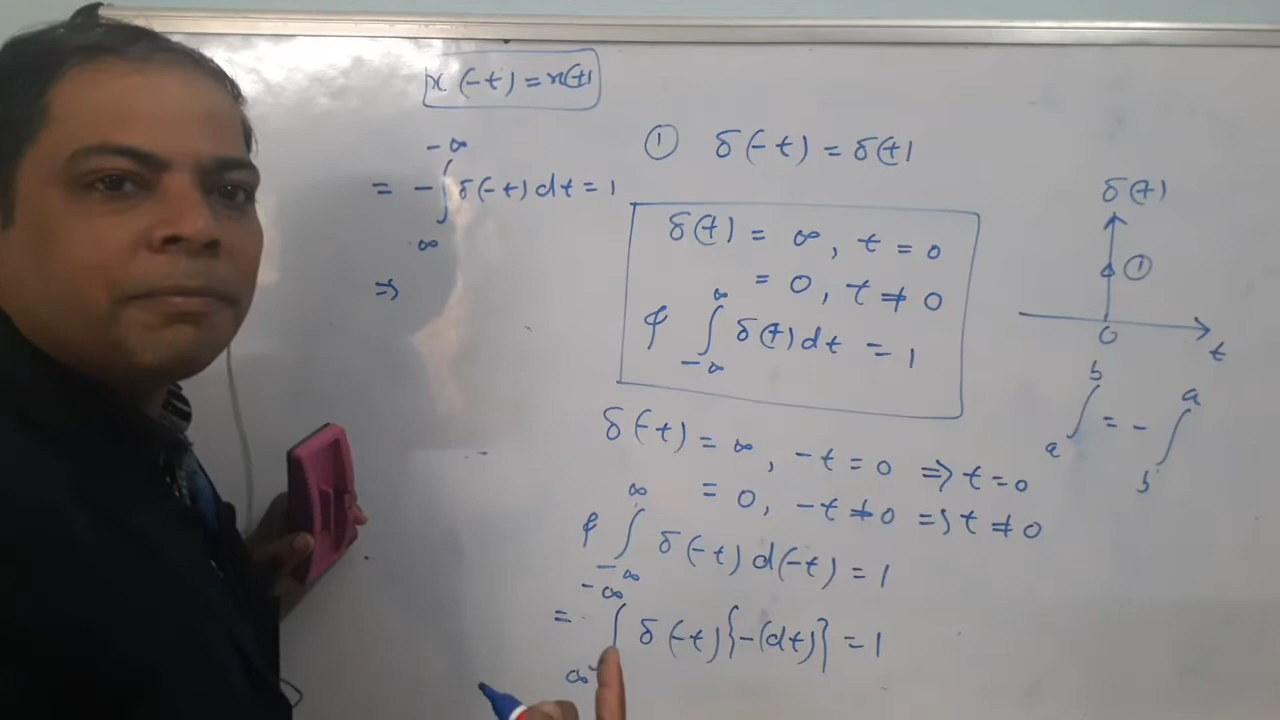 x(-t) = x(t)
-∞
= - ∫ δ(-t) dt = 1
∞
⇒
① δ(-t) = δ(t)
δ(t) = ∞, t = 0
= 0, t ≠ 0
∞
& ∫ δ(t) dt = 1
-∞
δ(t)
①
0
t
b a
∫ = - ∫
a b
δ(-t) = ∞, -t = 0 ⇒ t = 0
= 0, -t ≠ 0 ⇒ t ≠ 0
∞
& ∫ δ(-t) d(-t) = 1
-∞
-∞
= ∫ δ(-t) {-(dt)} = 1
∞